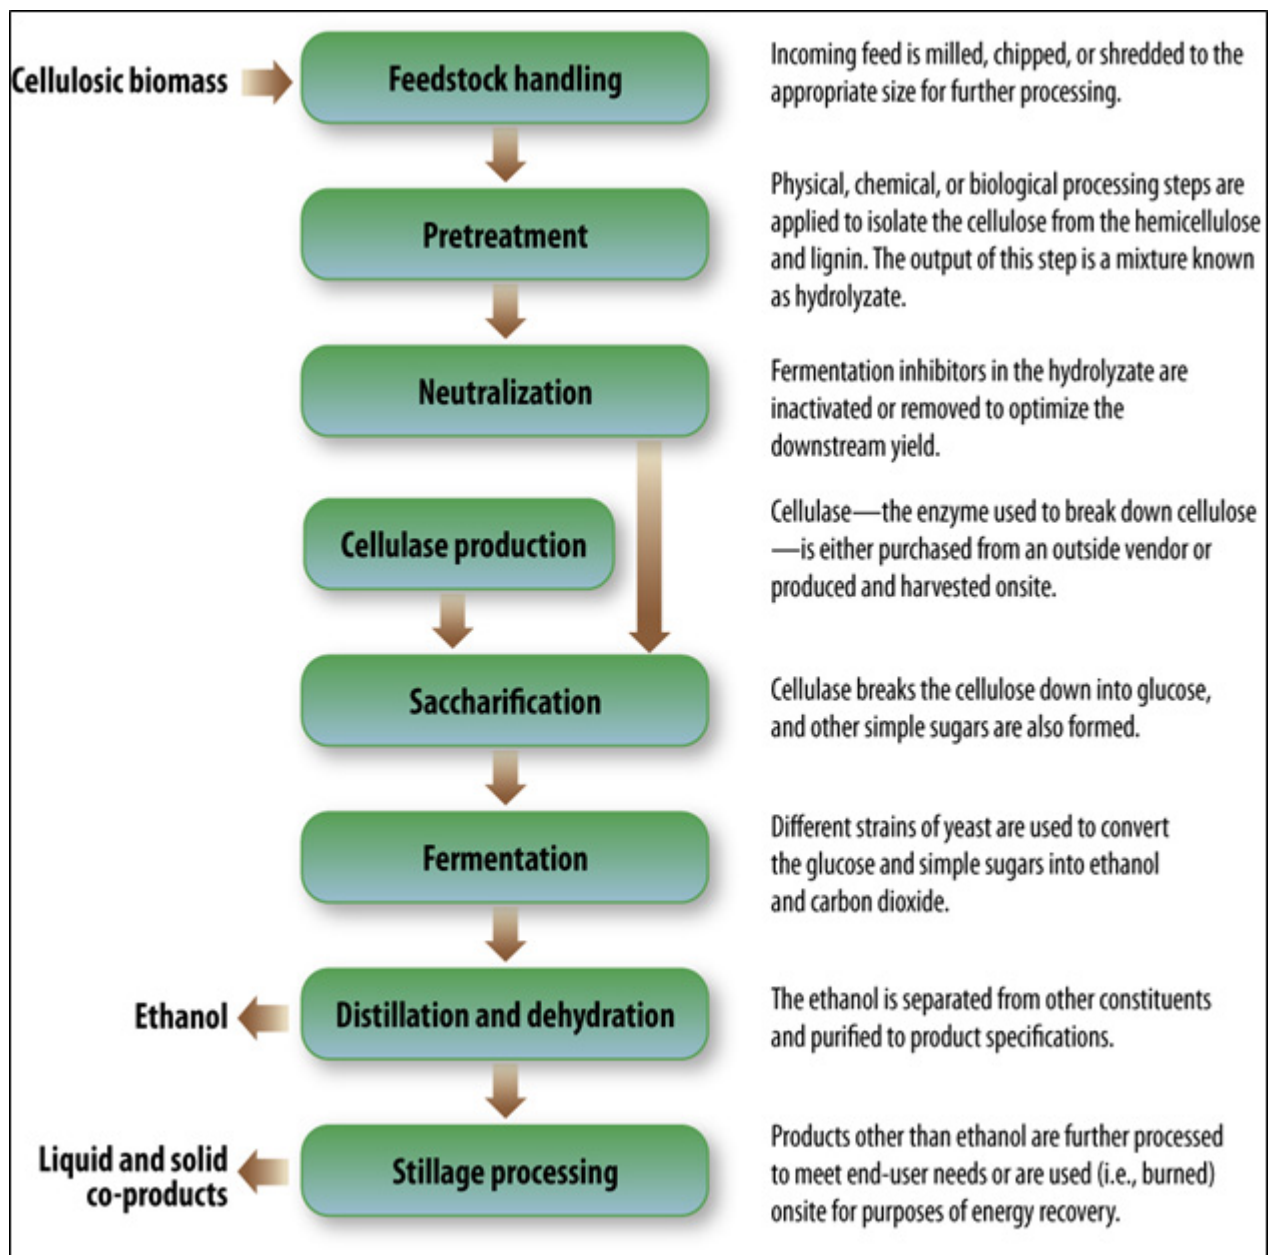 Cellulosic biomass
Feedstock handling
Incoming feed is milled, chipped, or shredded to the
appropriate size for further processing.
Pretreatment
Physical, chemical, or biological processing steps are
applied to isolate the cellulose from the hemicellulose
and lignin. The output of this step is a mixture known
as hydrolyzate.
Neutralization
Fermentation inhibitors in the hydrolyzate are
inactivated or removed to optimize the
downstream yield.
Cellulase production
Cellulase—the enzyme used to break down cellulose
—is either purchased from an outside vendor or
produced and harvested onsite.
Saccharification
Cellulase breaks the cellulose down into glucose,
and other simple sugars are also formed.
Fermentation
Different strains of yeast are used to convert
the glucose and simple sugars into ethanol
and carbon dioxide.
Ethanol
Distillation and dehydration
The ethanol is separated from other constituents
and purified to product specifications.
Liquid and solid
co-products
Stillage processing
Products other than ethanol are further processed
to meet end-user needs or are used (i.e., burned)
onsite for purposes of energy recovery.